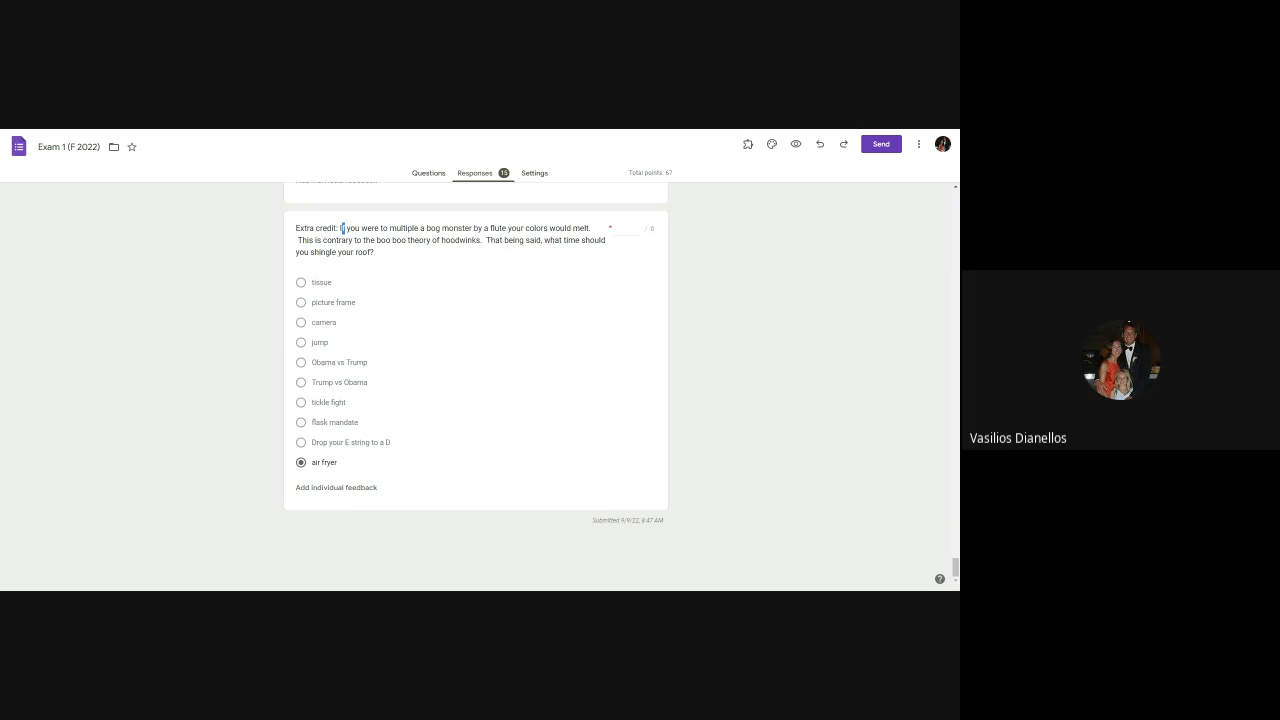 Exam 1 (F 2022)
Send
Questions
Responses 15
Settings
Total points: 67
Extra credit: If you were to multiple a bog monster by a flute your colors would melt. * / 0
This is contrary to the boo boo theory of hoodwinks. That being said, what time should
you shingle your roof?
tissue
picture frame
camera
jump
Obama vs Trump
Trump vs Obama
tickle fight
flask mandate
Drop your E string to a D
air fryer
Add individual feedback
Submitted 9/9/22, 8:47 AM
Vasilios Dianellos